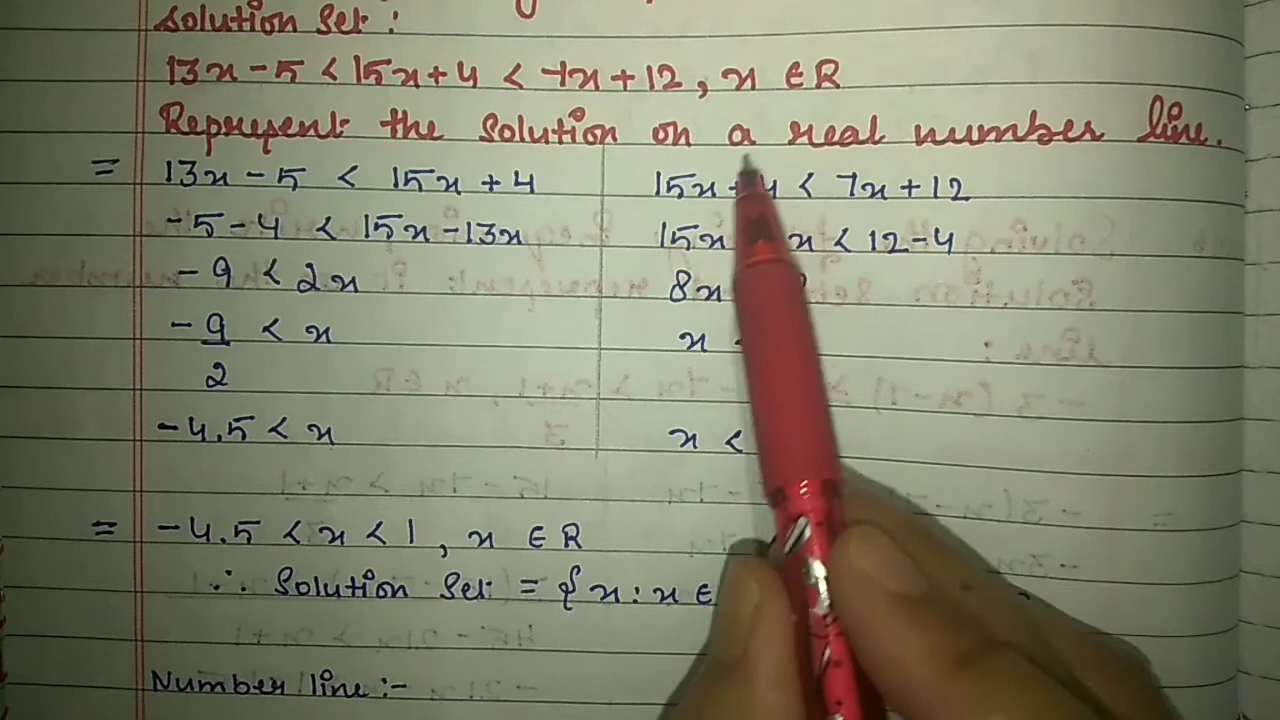 Solution Set :
13x - 5 < 15x + 4 < 7x + 12 , x ∈ R
Represent the solution on a real number line.
= 13x - 5 < 15x + 4
-5 - 4 < 15x - 13x
-9 < 2x
-9/2 < x
-4.5 < x
15x + 4 < 7x + 12
15x x < 12 - 4
8x
x
x <
= -4.5 < x < 1 , x ∈ R
∴ Solution Set = { x : x ∈
Number line :-